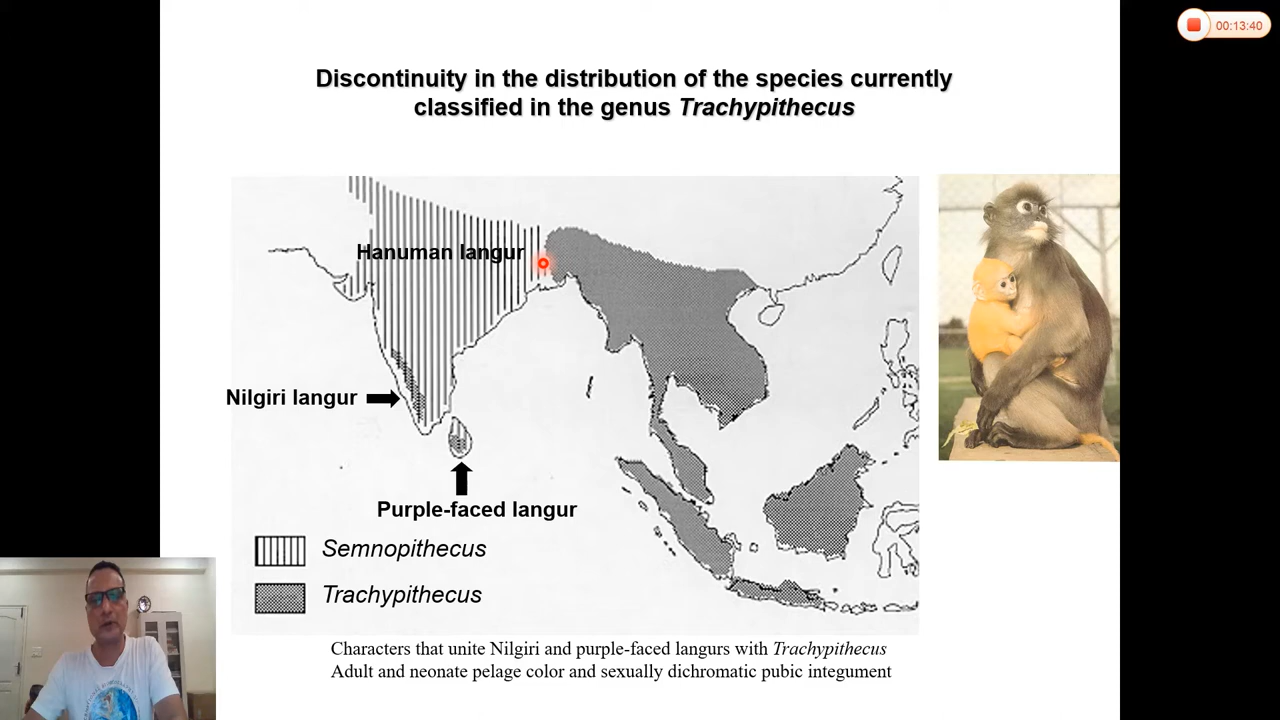 00:13:40
Discontinuity in the distribution of the species currently
classified in the genus Trachypithecus
Hanuman langur
Nilgiri langur
Purple-faced langur
Semnopithecus
Trachypithecus
Characters that unite Nilgiri and purple-faced langurs with Trachypithecus
Adult and neonate pelage color and sexually dichromatic pubic integument